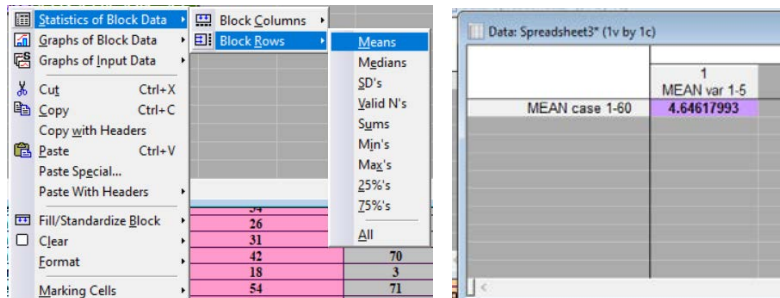 Statistics of Block Data
Graphs of Block Data
Graphs of Input Data
Cut Ctrl+X
Copy Ctrl+C
Copy with Headers
Paste Ctrl+V
Paste Special...
Paste With Headers
Fill/Standardize Block
Clear
Format
Marking Cells
Block Columns
Block Rows
Means
Medians
SD's
Valid N's
Sums
Min's
Max's
25%'s
75%'s
All
26
31
42 70
18 3
54 71
Data: Spreadsheet3* (1v by 1c)
1
MEAN var 1-5
MEAN case 1-60 4.64617993